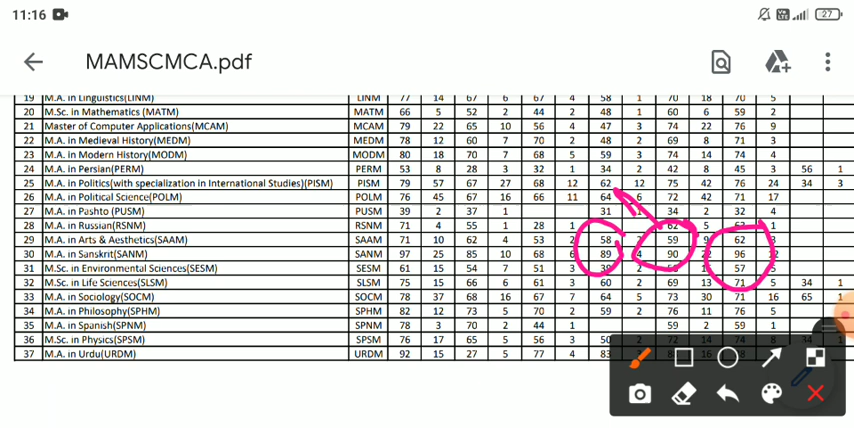 11:16 27
MAMSCMCA.pdf
19 M.A. in Linguistics(LINM) LINM 77 14 67 6 67 4 58 1 70 18 70 5
20 M.Sc. in Mathematics (MATM) MATM 66 5 52 2 44 2 48 1 60 6 59 2
21 Master of Computer Applications(MCAM) MCAM 79 22 65 10 56 4 47 3 74 22 76 9
22 M.A. in Medieval History(MEDM) MEDM 78 12 60 7 70 2 48 2 69 8 71 3
23 M.A. in Modern History(MODM) MODM 80 18 70 7 68 5 59 3 74 14 74 4
24 M.A. in Persian(PERM) PERM 53 8 28 3 32 1 34 2 42 8 45 3 56 1
25 M.A. in Politics(with specialization in International Studies)(PISM) PISM 79 57 67 27 68 12 62 12 75 42 76 24 34 3
26 M.A. in Political Science(POLM) POLM 76 45 67 16 66 11 64 6 72 42 71 17
27 M.A. in Pashto (PUSM) PUSM 39 2 37 1 31 34 2 32 4
28 M.A. in Russian(RSNM) RSNM 71 4 55 1 28 1 62 5 1
29 M.A. in Arts & Aesthetics(SAAM) SAAM 71 10 62 4 53 2 58 59 9 62 3
30 M.A. in Sanskrit(SANM) SANM 97 25 85 10 68 6 89 4 90 22 96 12
31 M.Sc. in Environmental Sciences(SESM) SESM 61 15 54 7 51 3 39 2 57 5
32 M.Sc. in Life Sciences(SLSM) SLSM 75 15 66 6 61 3 60 2 69 13 71 5 34 1
33 M.A. in Sociology(SOCM) SOCM 78 37 68 16 67 7 64 5 73 30 71 16 65 1
34 M.A. in Philosophy(SPHM) SPHM 82 12 73 5 70 2 59 2 76 11 76 5
35 M.A. in Spanish(SPNM) SPNM 78 3 70 2 44 1 59 2 59 1
36 M.Sc. in Physics(SPSM) SPSM 76 17 65 5 56 3 50 2 72 14 74 8 34 1
37 M.A. in Urdu(URDM) URDM 92 15 27 5 77 4 83 16